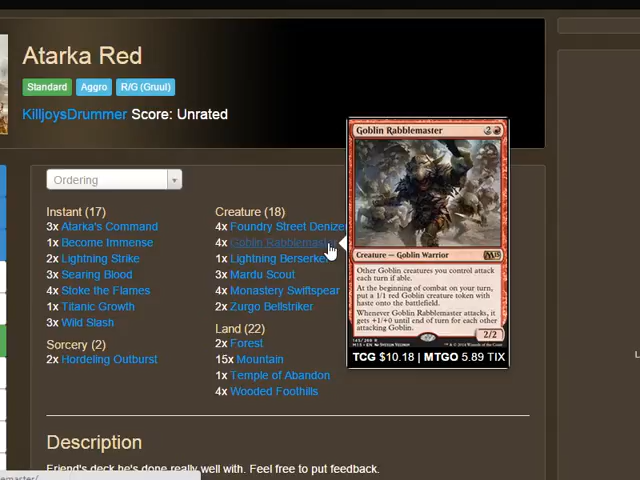 Atarka Red
Standard
Aggro
R/G (Gruul)
KilljoysDrummer Score: Unrated
Ordering
Instant (17)
3x Atarka's Command
1x Become Immense
2x Lightning Strike
3x Searing Blood
4x Stoke the Flames
1x Titanic Growth
3x Wild Slash
Sorcery (2)
2x Hordeling Outburst
Creature (18)
4x Foundry Street Denizen
4x Goblin Rabblemaster
1x Lightning Berserker
3x Mardu Scout
4x Monastery Swiftspear
2x Zurgo Bellstriker
Land (22)
2x Forest
15x Mountain
1x Temple of Abandon
4x Wooded Foothills
Goblin Rabblemaster 2
Creature — Goblin Warrior
Other Goblin creatures you control attack
each turn if able.
At the beginning of combat on your turn,
put a 1/1 red Goblin creature token with
haste onto the battlefield.
Whenever Goblin Rabblemaster attacks, it
gets +1/+0 until end of turn for each other
attacking Goblin.
2/2
TCG $10.18 | MTGO 5.89 TIX
Description
Friend's deck he's done really well with. Feel free to put feedback.
emaster/